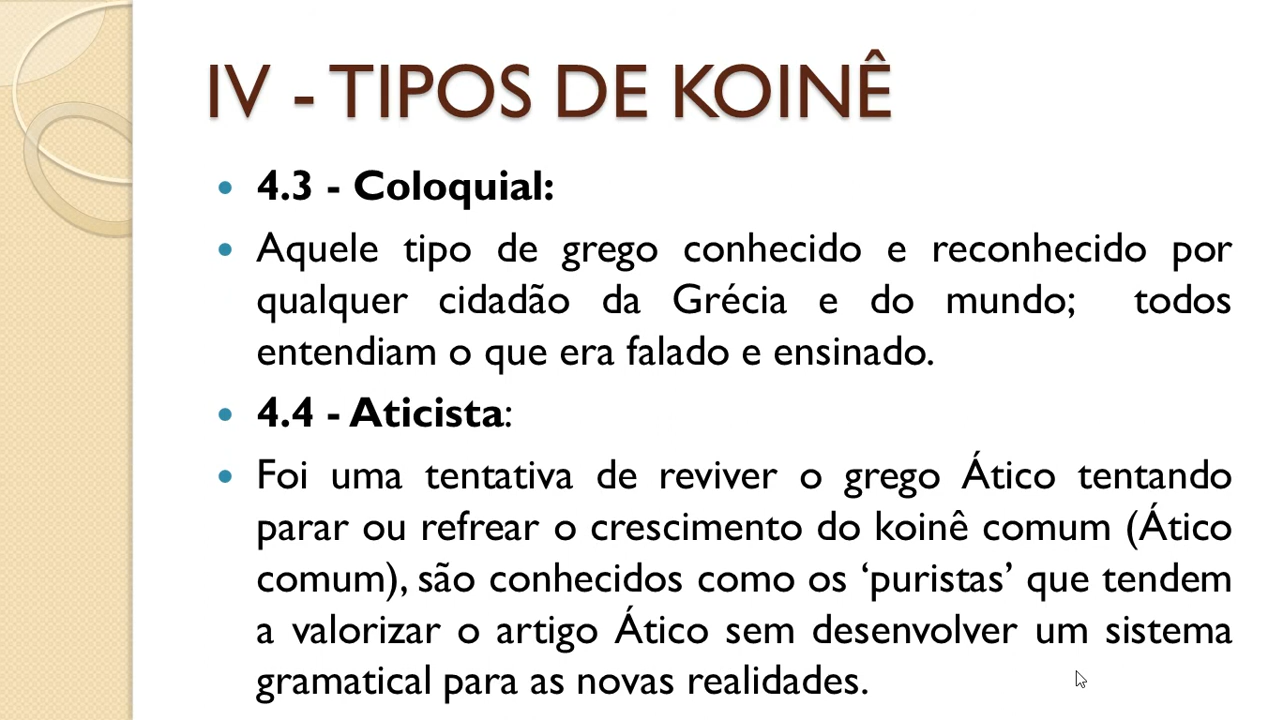 IV - TIPOS DE KOINÊ
• 4.3 - Coloquial:
• Aquele tipo de grego conhecido e reconhecido por
qualquer cidadão da Grécia e do mundo; todos
entendiam o que era falado e ensinado.
• 4.4 - Aticista:
• Foi uma tentativa de reviver o grego Ático tentando
parar ou refrear o crescimento do koinê comum (Ático
comum), são conhecidos como os ‘puristas’ que tendem
a valorizar o artigo Ático sem desenvolver um sistema
gramatical para as novas realidades.